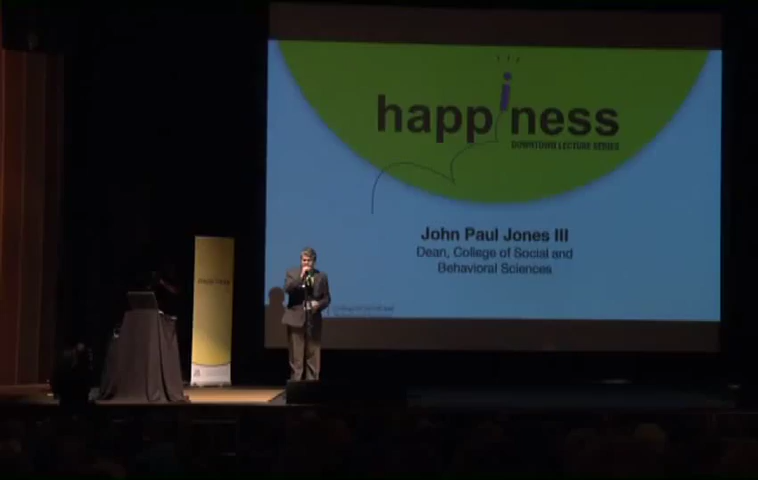 happiness
DOWNTOWN LECTURE SERIES
John Paul Jones III
Dean, College of Social and
Behavioral Sciences